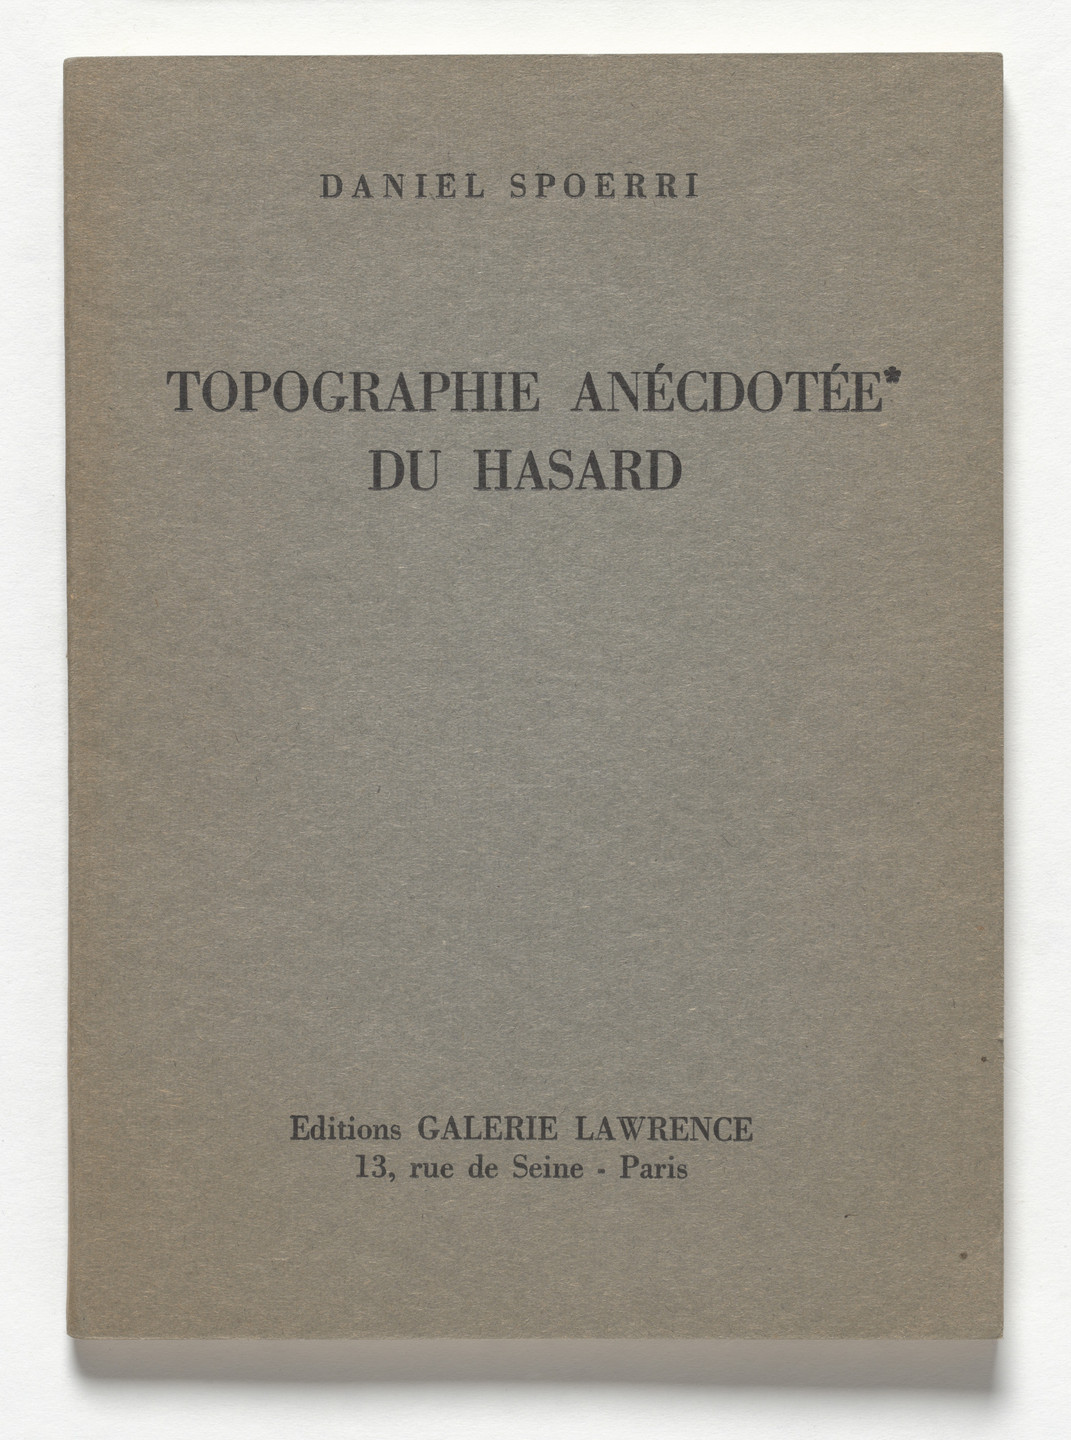 DANIEL SPOERRI
TOPOGRAPHIE ANÉCDOTÉE*
DU HASARD
Editions GALERIE LAWRENCE
13, rue de Seine - Paris